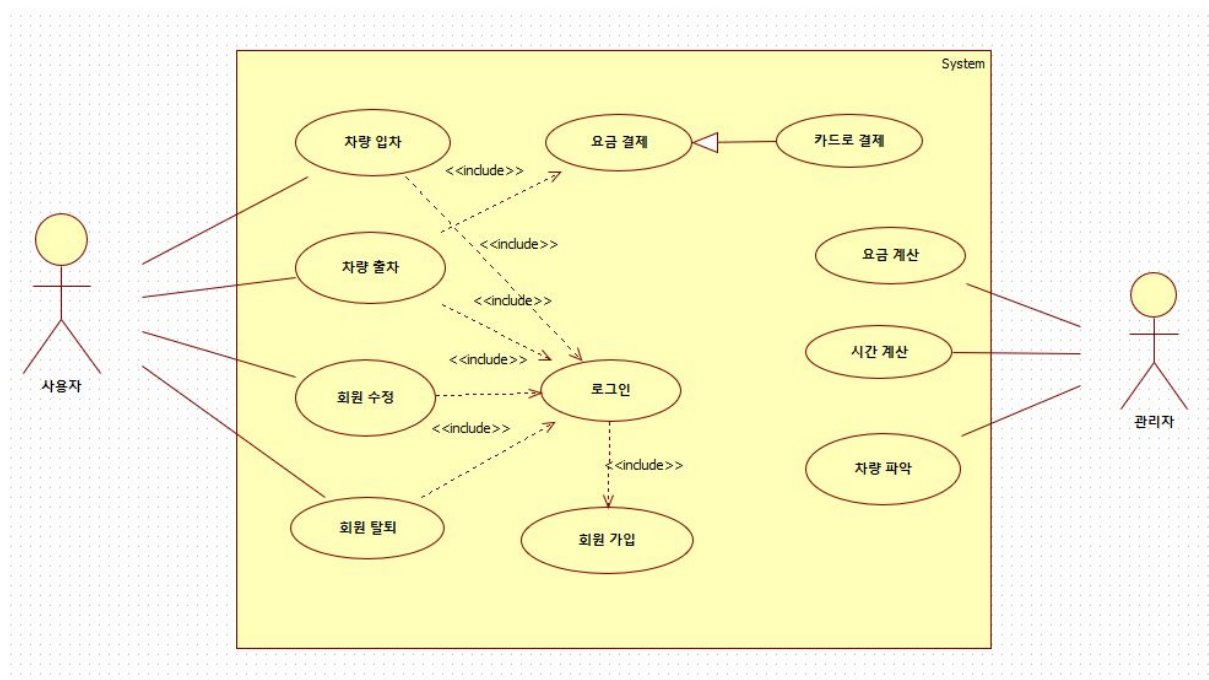 System
차량 입차
요금 결제
카드로 결제
<<include>>
<<include>>
차량 출차
요금 계산
<<include>>
시간 계산
<<include>>
회원 수정
로그인
사용자
관리자
<<include>>
<<include>>
차량 파악
회원 탈퇴
회원 가입